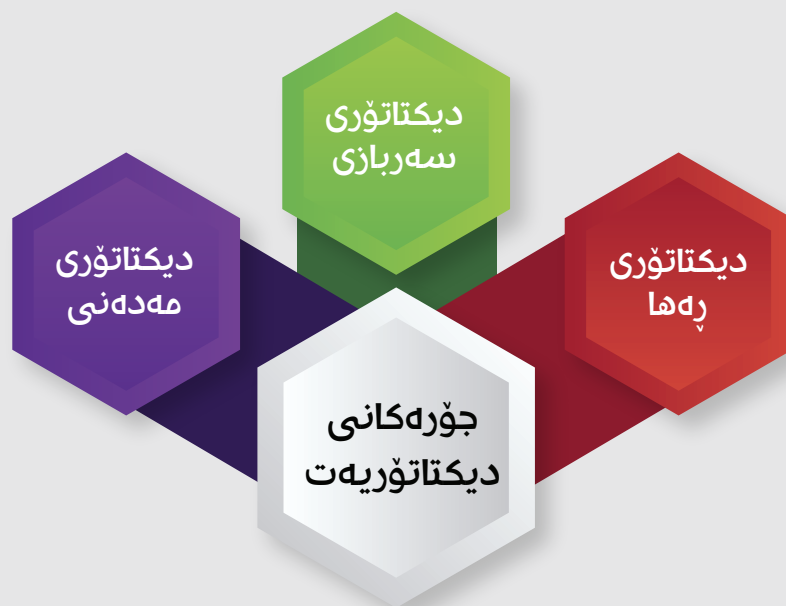 دیکتاتۆری
سەربازی
دیکتاتۆری
ڕەها
دیکتاتۆری
مەدەنی
جۆرەکانی
دیکتاتۆریەت